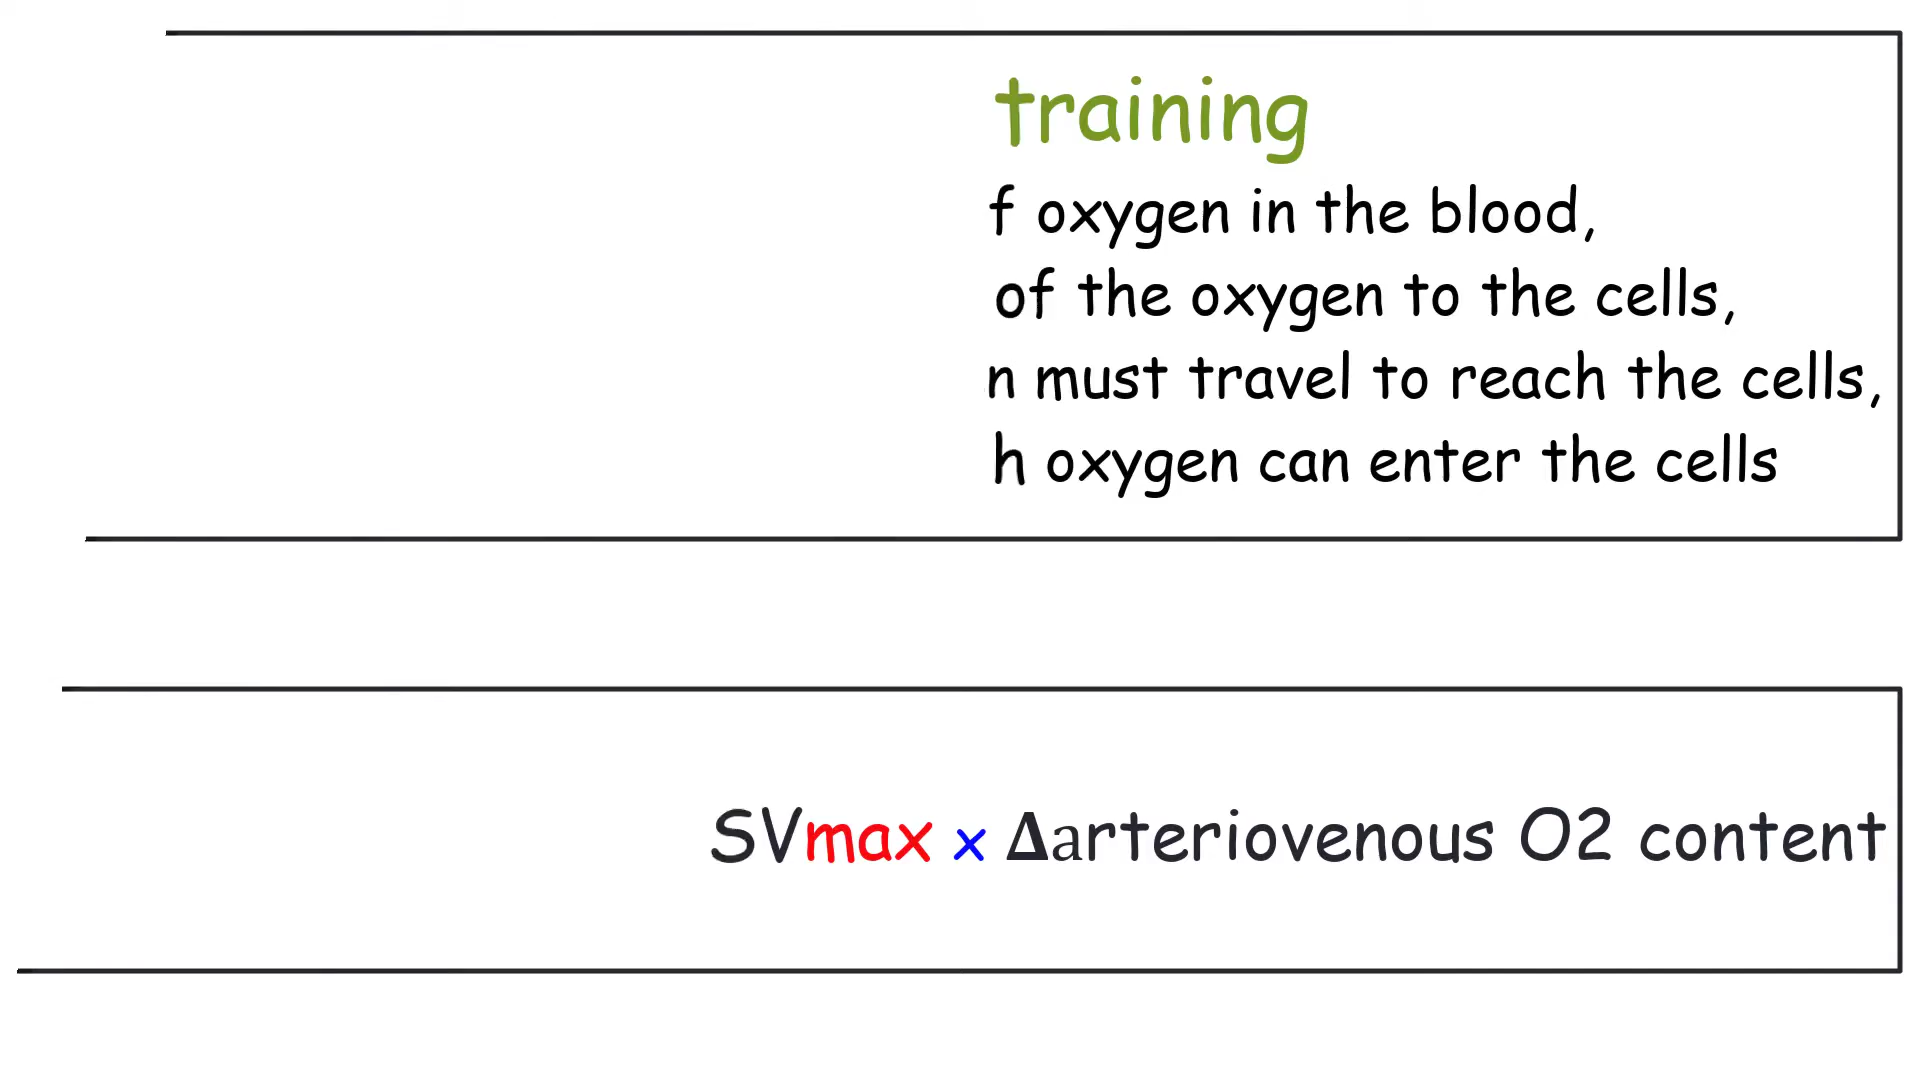 training
f oxygen in the blood,
of the oxygen to the cells,
n must travel to reach the cells,
h oxygen can enter the cells
SVmax x Δarteriovenous O2 content